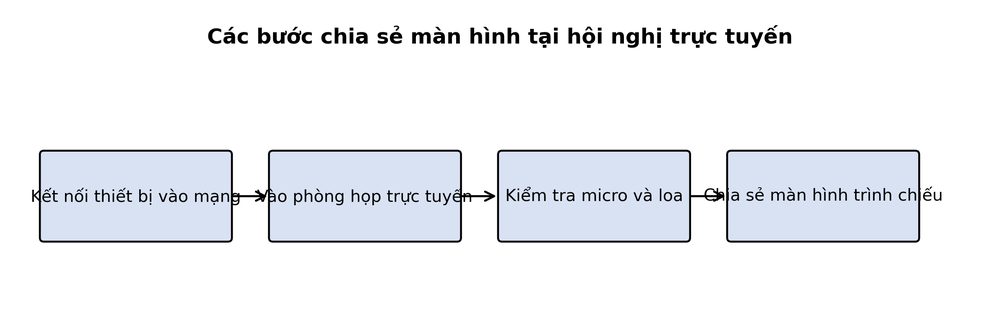 Các bước chia sẻ màn hình tại hội nghị trực tuyến
Kết nối thiết bị vào mạng
Vào phòng họp trực tuyến
Kiểm tra micro và loa
Chia sẻ màn hình trình chiếu